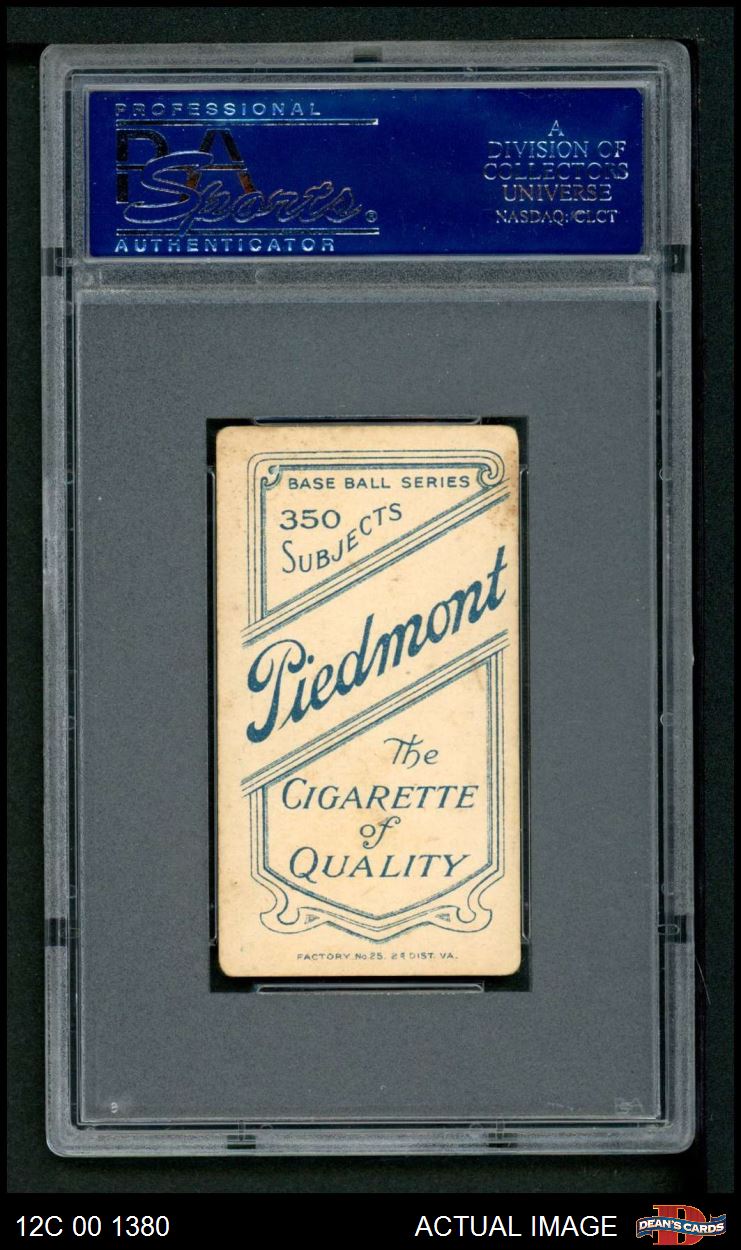 PROFESSIONAL
PSA
Sports®
AUTHENTICATOR
A
DIVISION OF
COLLECTORS
UNIVERSE
NASDAQ: CLCT
BASE BALL SERIES
350
SUBJECTS
Piedmont
The
CIGARETTE
of
QUALITY
FACTORY No. 25. 2D DIST. VA.
12C 00 1380
ACTUAL IMAGE
D
DEAN'S CARDS